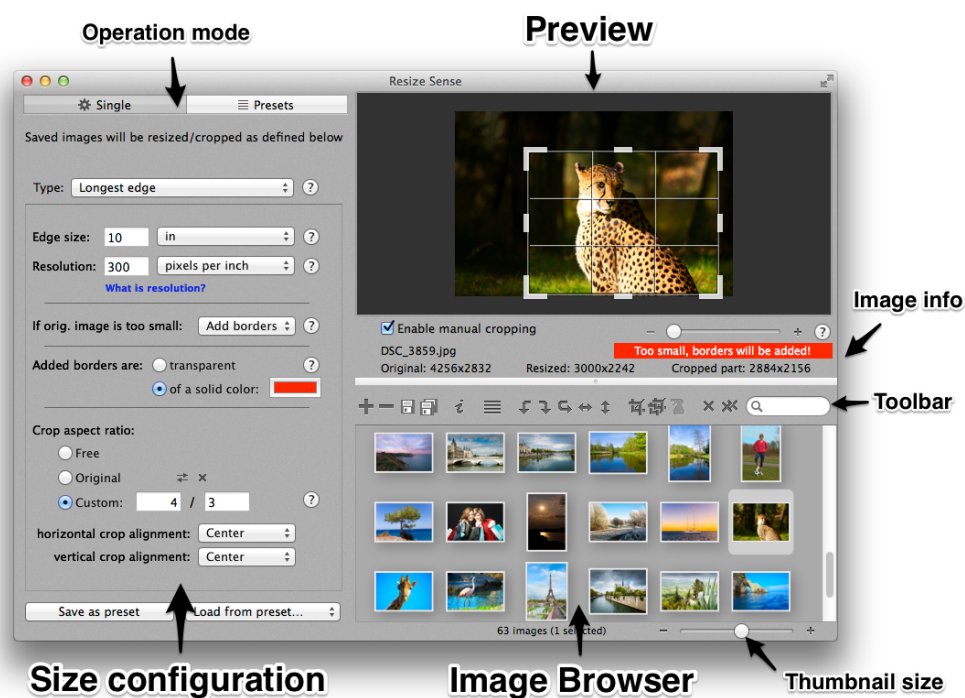 Operation mode
Preview
Resize Sense
Single
Presets
Saved images will be resized/cropped as defined below
Type: Longest edge ?
Edge size: 10 in ?
Resolution: 300 pixels per inch ?
What is resolution?
If orig. image is too small: Add borders ?
Added borders are: transparent ?
of a solid color:
Crop aspect ratio:
Free
Original
Custom: 4 / 3 ?
horizontal crop alignment: Center
vertical crop alignment: Center
Save as preset
Load from preset...
Enable manual cropping
?
DSC_3859.jpg
Too small, borders will be added!
Original: 4256x2832 Resized: 3000x2242 Cropped part: 2884x2156
Image info
Toolbar
63 images (1 selected)
Size configuration
Image Browser
Thumbnail size